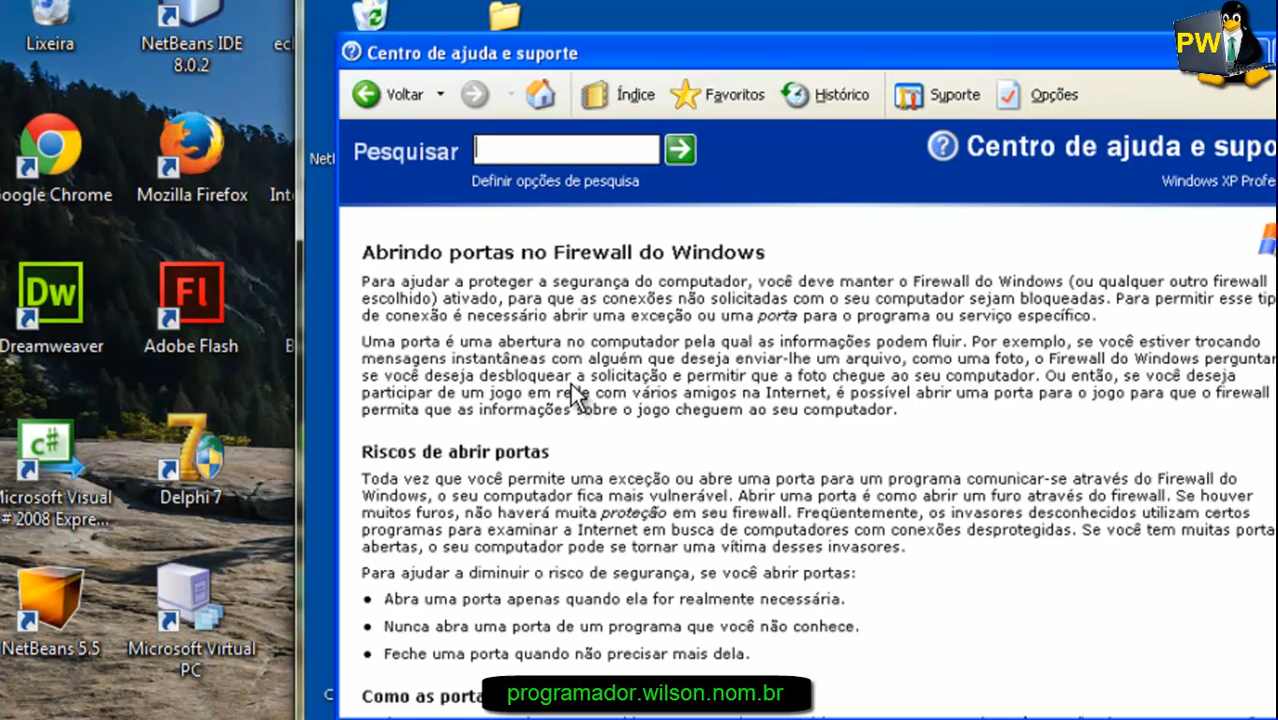 Lixeira
NetBeans IDE
8.0.2
Google Chrome
Mozilla Firefox
Dreamweaver
Adobe Flash
Microsoft Visual
# 2008 Expre...
Delphi 7
NetBeans 5.5
Microsoft Virtual
PC
PW
Centro de ajuda e suporte
Voltar
Índice
Favoritos
Histórico
Suporte
Opções
Pesquisar
Definir opções de pesquisa
Centro de ajuda e supo
Windows XP Profe
Abrindo portas no Firewall do Windows
Para ajudar a proteger a segurança do computador, você deve manter o Firewall do Windows (ou qualquer outro firewall
escolhido) ativado, para que as conexões não solicitadas com o seu computador sejam bloqueadas. Para permitir esse tip
de conexão é necessário abrir uma exceção ou uma porta para o programa ou serviço específico.
Uma porta é uma abertura no computador pela qual as informações podem fluir. Por exemplo, se você estiver trocando
mensagens instantâneas com alguém que deseja enviar-lhe um arquivo, como uma foto, o Firewall do Windows perguntar
se você deseja desbloquear a solicitação e permitir que a foto chegue ao seu computador. Ou então, se você deseja
participar de um jogo em rede com vários amigos na Internet, é possível abrir uma porta para o jogo para que o firewall
permita que as informações sobre o jogo cheguem ao seu computador.
Riscos de abrir portas
Toda vez que você permite uma exceção ou abre uma porta para um programa comunicar-se através do Firewall do
Windows, o seu computador fica mais vulnerável. Abrir uma porta é como abrir um furo através do firewall. Se houver
muitos furos, não haverá muita proteção em seu firewall. Freqüentemente, os invasores desconhecidos utilizam certos
programas para examinar a Internet em busca de computadores com conexões desprotegidas. Se você tem muitas porta
abertas, o seu computador pode se tornar uma vítima desses invasores.
Para ajudar a diminuir o risco de segurança, se você abrir portas:
• Abra uma porta apenas quando ela for realmente necessária.
• Nunca abra uma porta de um programa que você não conhece.
• Feche uma porta quando não precisar mais dela.
Como as porta
programador.wilson.nom.br